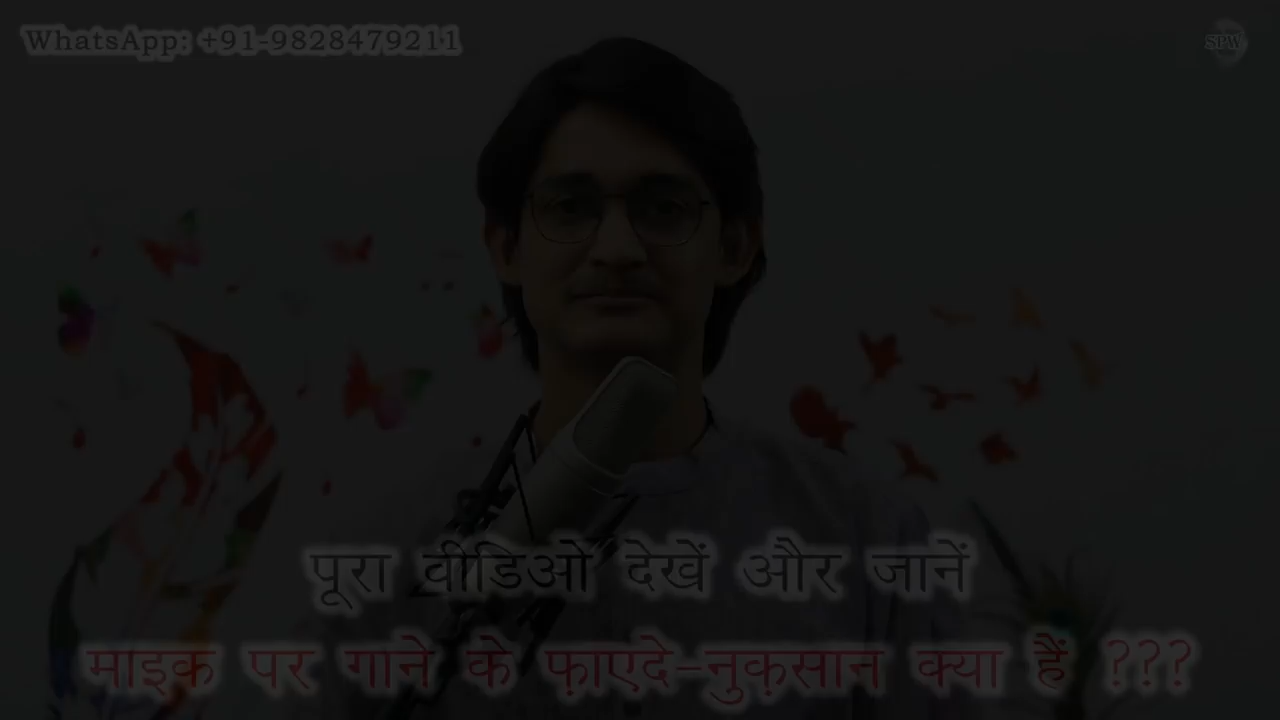 WhatsApp: +91-9828479211
SPW
पूरा वीडिओ देखें और जानें
माइक पर गाने के फ़ाएदे-नुक़सान क्या हैं ???